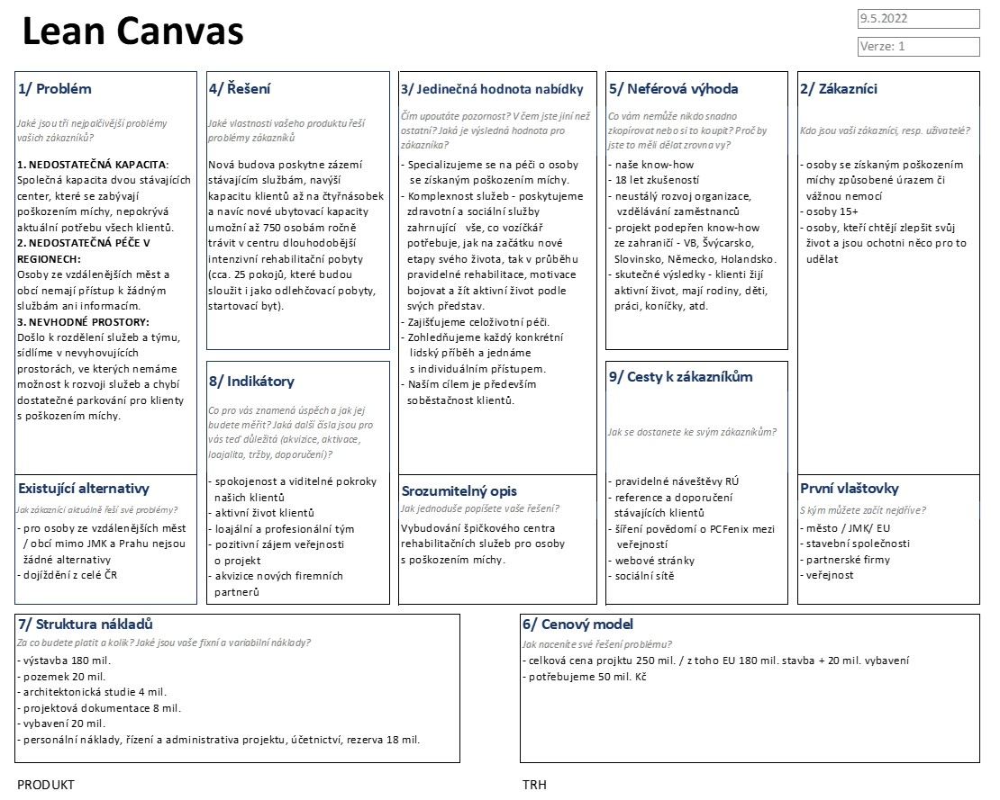 Lean Canvas
9.5.2022
Verze: 1
1/ Problém
Jaké jsou tři nejpalčivější problémy
vašich zákazníků?
1. NEDOSTATEČNÁ KAPACITA:
Společná kapacita dvou stávajících
center, které se zabývají
poškozením míchy, nepokrývá
aktuální potřebu všech klientů.
2. NEDOSTATEČNÁ PÉČE V
REGIONECH:
Osoby ze vzdálenějších měst a
obcí nemají přístup k žádným
službám ani informacím.
3. NEVHODNÉ PROSTORY:
Došlo k rozdělení služeb a týmu,
sídlíme v nevyhovujících
prostorách, ve kterých nemáme
možnost k rozvoji služeb a chybí
dostatečné parkování pro klienty
s poškozením míchy.
Existující alternativy
Jak zákazníci aktuálně řeší své problémy?
- pro osoby ze vzdálenějších měst
/ obcí mimo JMK a Prahu nejsou
žádné alternativy
- dojíždění z celé ČR
4/ Řešení
Jaké vlastnosti vašeho produktu řeší
problémy zákazníků
Nová budova poskytne zázemí
stávajícím službám, navýší
kapacitu klientů až na čtyřnásobek
a navíc nové ubytovací kapacity
umožní až 750 osobám ročně
trávit v centru dlouhodobější
intenzivní rehabilitační pobyty
(cca. 25 pokojů, které budou
sloužit i jako odlehčovací pobyty,
startovací byt).
8/ Indikátory
Co pro vás znamená úspěch a jak jej
budete měřit? Jaká další čísla jsou pro
vás teď důležitá (akvizice, aktivace,
loajalita, tržby, doporučení)?
- spokojenost a viditelné pokroky
našich klientů
- aktivní život klientů
- loajální a profesionální tým
- pozitivní zájem veřejnosti
o projekt
- akvizice nových firemních
partnerů
3/ Jedinečná hodnota nabídky
Čím upoutáte pozornost? V čem jste jiní než
ostatní? Jaká je výsledná hodnota pro
zákazníka?
- Specializujeme se na péči o osoby
se získaným poškozením míchy.
- Komplexnost služeb - poskytujeme
zdravotní a sociální služby
zahrnující vše, co vozíčkář
potřebuje, jak na začátku nové
etapy svého života, tak v průběhu
pravidelné rehabilitace, motivace
bojovat a žít aktivní život podle
svých představ.
- Zajišťujeme celoživotní péči.
- Zohledňujeme každý konkrétní
lidský příběh a jednáme
s individuálním přístupem.
- Naším cílem je především
soběstačnost klientů.
Srozumitelný opis
Jak jednoduše popíšete vaše řešení?
Vybudování špičkového centra
rehabilitačních služeb pro osoby
s poškozením míchy.
5/ Neférová výhoda
Co vám nemůže nikdo snadno
zkopírovat nebo si to koupit? Proč by
jste to měli dělat zrovna vy?
- naše know-how
- 18 let zkušeností
- neustálý rozvoj organizace,
vzdělávání zaměstnanců
- projekt podepřen know-how
ze zahraničí - VB, Švýcarsko,
Slovinsko, Německo, Holandsko.
- skutečné výsledky - klienti žijí
aktivní život, mají rodiny, děti,
práci, koníčky, atd.
9/ Cesty k zákazníkům
Jak se dostanete ke svým zákazníkům?
- pravidelné návštěvy RÚ
- reference a doporučení
stávajících klientů
- šíření povědomí o PCFenix mezi
veřejností
- webové stránky
- sociální sítě
2/ Zákazníci
Kdo jsou vaši zákazníci, resp. uživatelé?
- osoby se získaným poškozením
míchy způsobené úrazem či
vážnou nemocí
- osoby 15+
- osoby, kteří chtějí zlepšit svůj
život a jsou ochotni něco pro to
udělat
První vlaštovky
S kým můžete začít nejdříve?
- město / JMK/ EU
- stavební společnosti
- partnerské firmy
- veřejnost
7/ Struktura nákladů
Za co budete platit a kolik? Jaké jsou vaše fixní a variabilní náklady?
- výstavba 180 mil.
- pozemek 20 mil.
- architektonická studie 4 mil.
- projektová dokumentace 8 mil.
- vybavení 20 mil.
- personální náklady, řízení a administrativa projektu, účetnictví, rezerva 18 mil.
6/ Cenový model
Jak naceníte své řešení problému?
- celková cena projktu 250 mil. / z toho EU 180 mil. stavba + 20 mil. vybavení
- potřebujeme 50 mil. Kč
PRODUKT
TRH